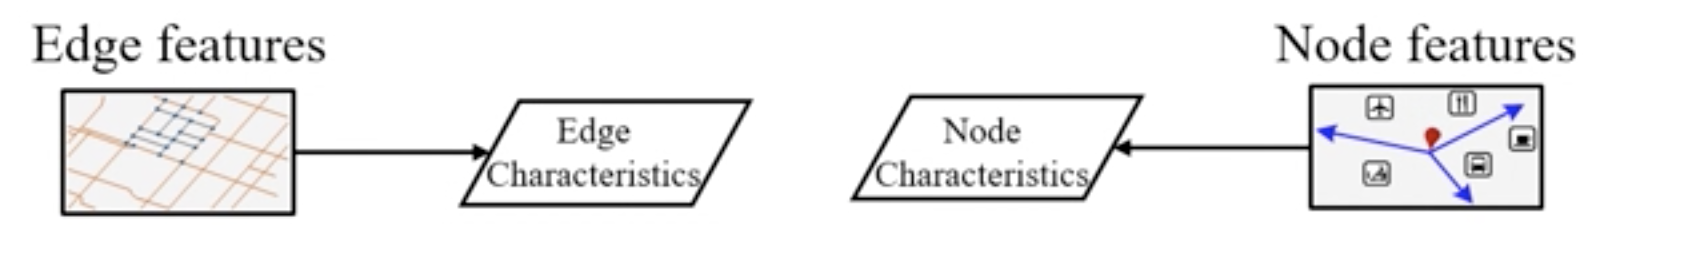 Edge features
Node features
Edge
Characteristics
Node
Characteristics